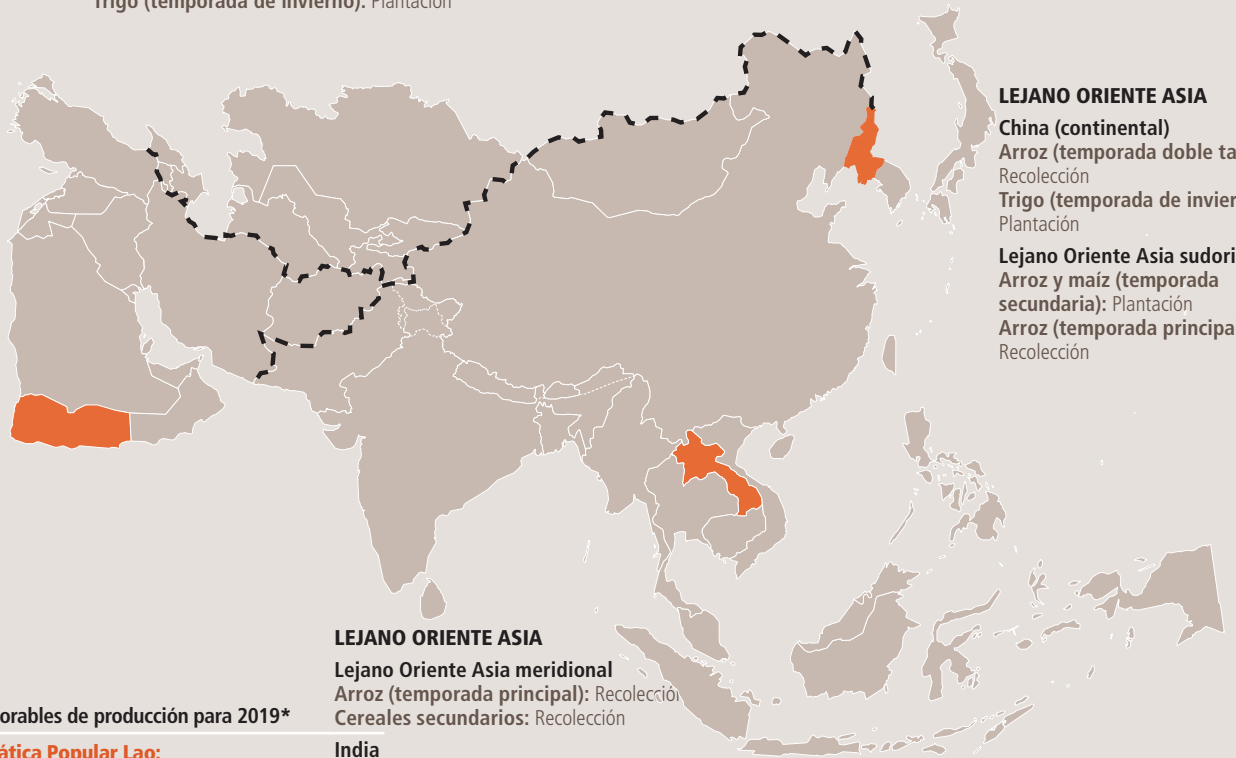 Trigo (temporada de invierno): Plantación
LEJANO ORIENTE ASIA
China (continental)
Arroz (temporada doble ta
Recolección
Trigo (temporada de invier
Plantación
Lejano Oriente Asia sudori
Arroz y maíz (temporada
secundaria): Plantación
Arroz (temporada principa
Recolección
LEJANO ORIENTE ASIA
Lejano Oriente Asia meridional
Arroz (temporada principal): Recolección
Cereales secundarios: Recolección
India
orables de producción para 2019*
ática Popular Lao: